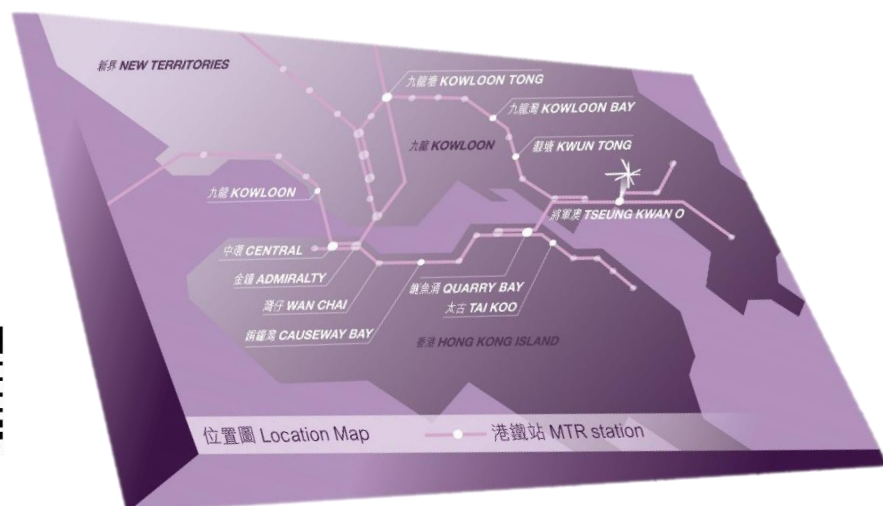 新界 NEW TERRITORIES
九龍塘 KOWLOON TONG
九龍灣 KOWLOON BAY
九龍 KOWLOON
觀塘 KWUN TONG
九龍 KOWLOON
將軍澳 TSEUNG KWAN O
中環 CENTRAL
金鐘 ADMIRALTY
鰂魚涌 QUARRY BAY
灣仔 WAN CHAI
太古 TAI KOO
銅鑼灣 CAUSEWAY BAY
香港 HONG KONG ISLAND
位置圖 Location Map
港鐵站 MTR station